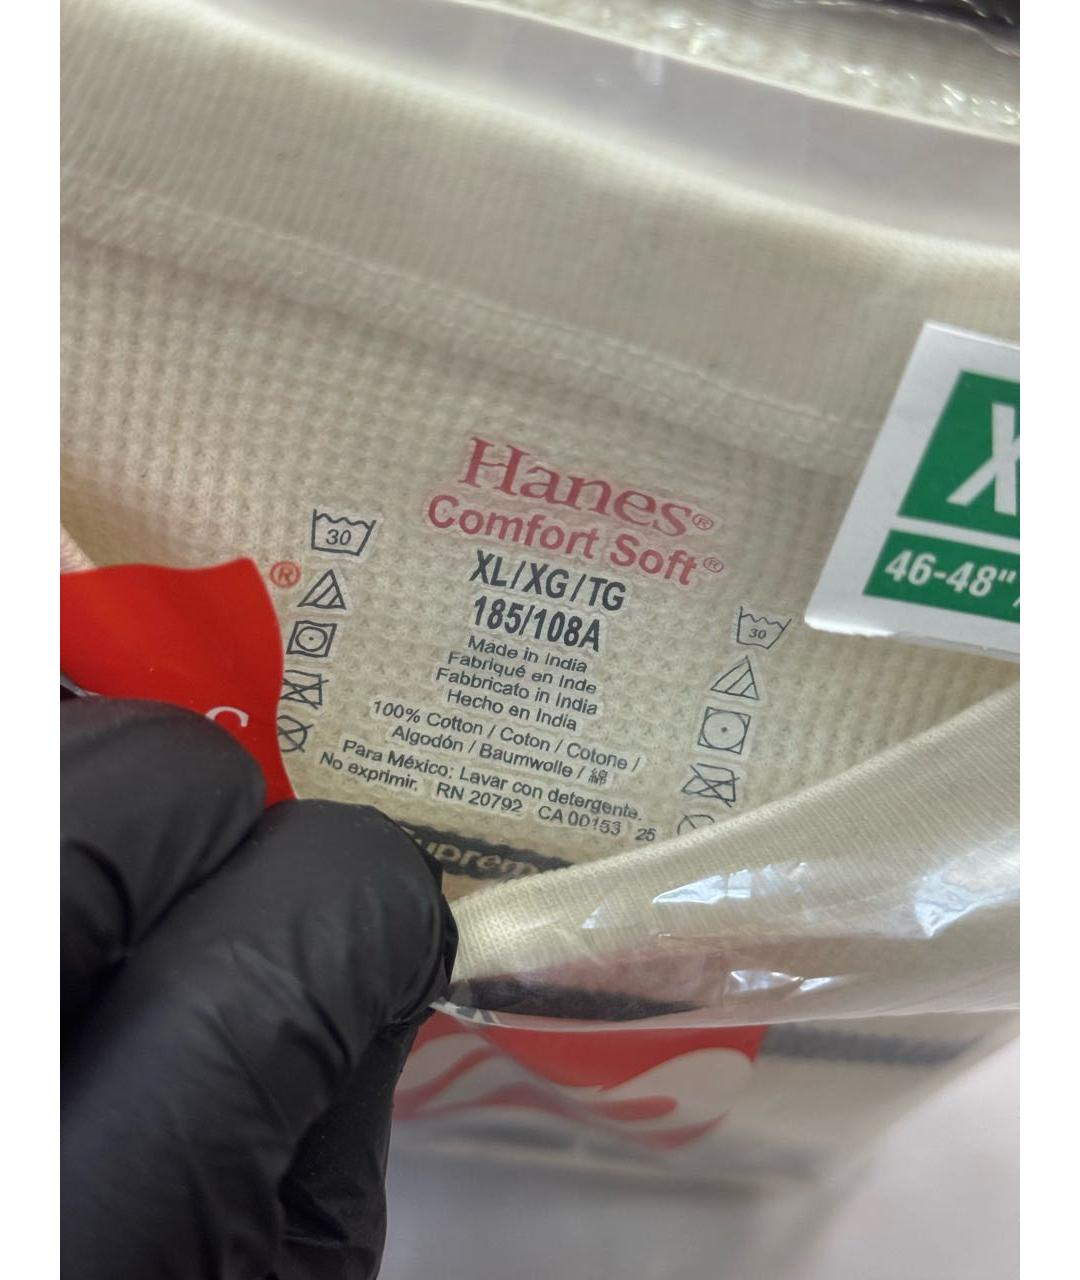 Hanes®
Comfort Soft®
XL/XG/TG
185/108A
Made in India
Fabriqué en Inde
Fabbricato in India
Hecho en India
100% Cotton / Coton / Cotone /
Algodón / Baumwolle / 綿
Para México: Lavar con detergente.
No exprimir. RN 20792 CA 00153 25
30
30
®
X
46-48"